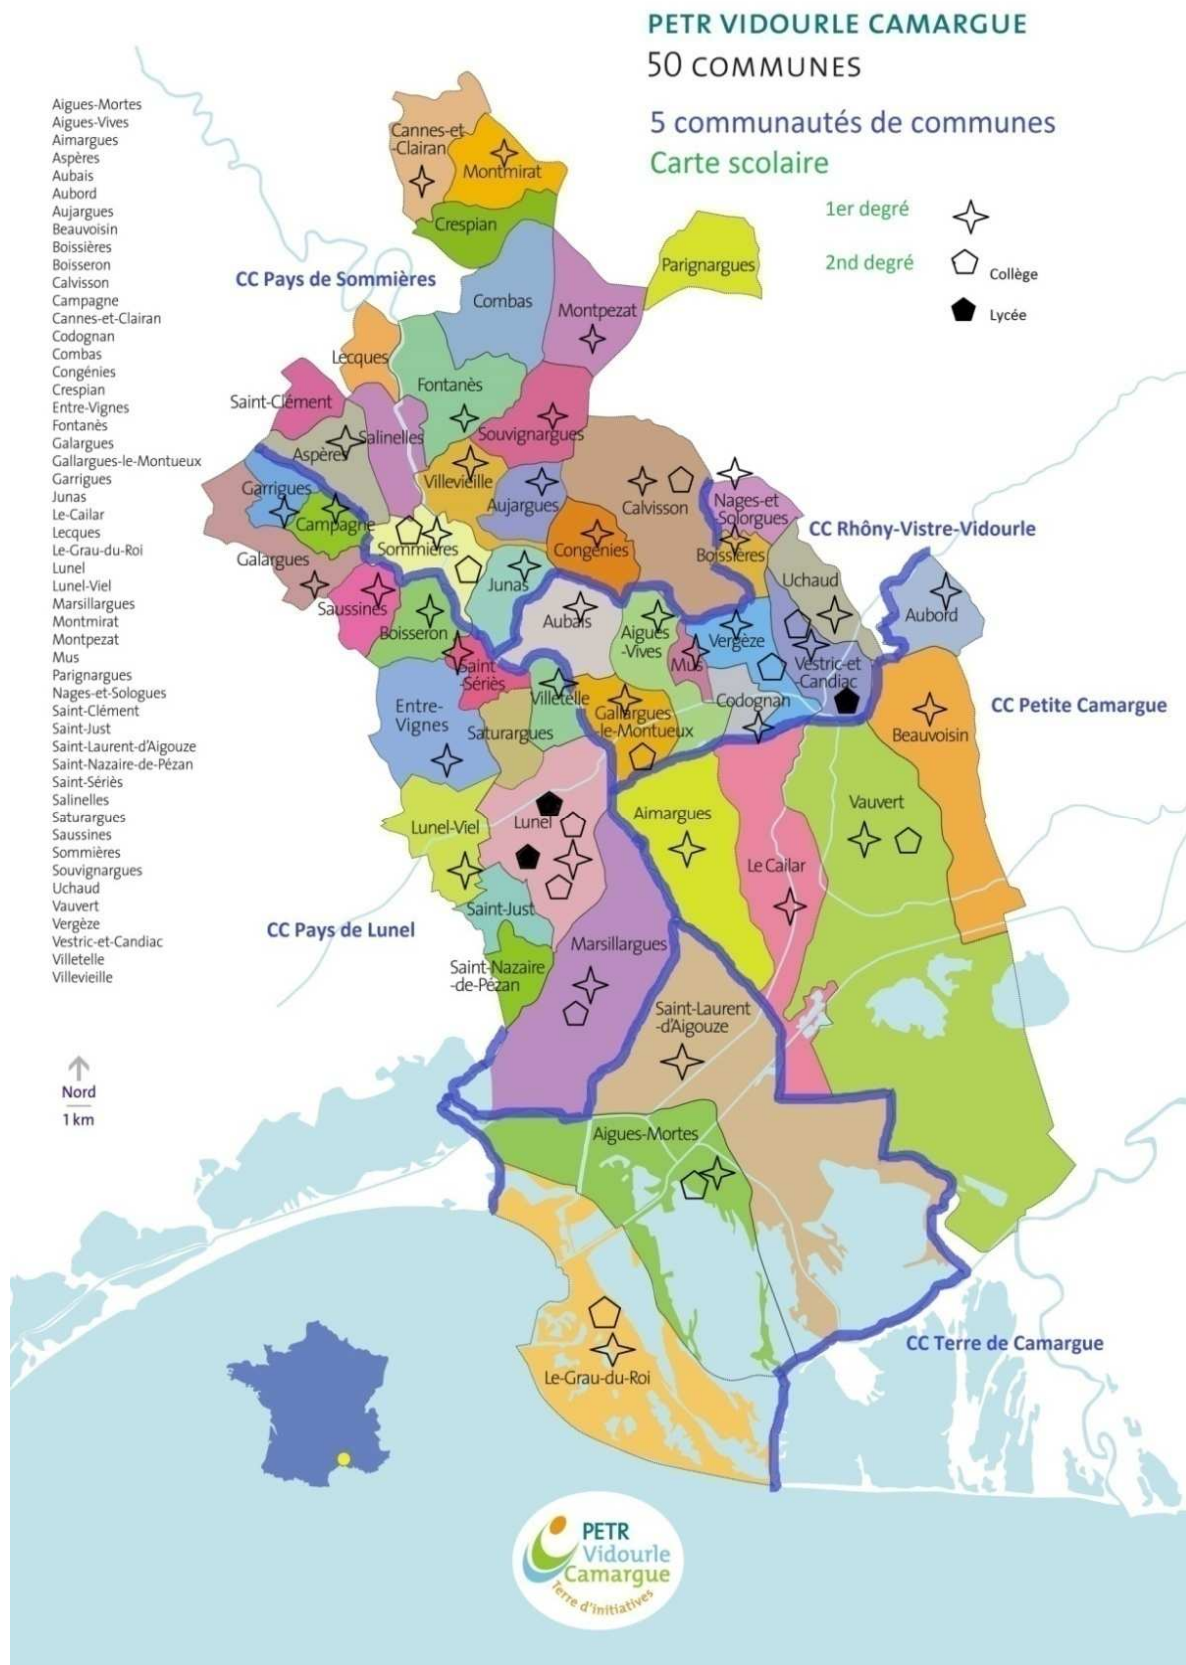 PETR VIDOURLE CAMARGUE
50 COMMUNES
5 communautés de communes
Carte scolaire
1er degré
2nd degré
Collège
Lycée
Aigues-Mortes
Aigues-Vives
Aimargues
Aspères
Aubais
Aubord
Aujargues
Beauvoisin
Boissières
Boisseron
Calvisson
Campagne
Cannes-et-Clairan
Codognan
Combas
Congénies
Crespian
Entre-Vignes
Fontanès
Galargues
Gallargues-le-Montueux
Garrigues
Junas
Le-Cailar
Lecques
Le-Grau-du-Roi
Lunel
Lunel-Viel
Marsillargues
Montmirat
Montpezat
Mus
Parignargues
Nages-et-Sologues
Saint-Clément
Saint-Just
Saint-Laurent-d'Aigouze
Saint-Nazaire-de-Pézan
Saint-Sériès
Salinelles
Saturargues
Saussines
Sommières
Souvignargues
Uchaud
Vauvert
Vergèze
Vestric-et-Candiac
Villetelle
Villevieille
Nord
1 km
Cannes-et
-Clairan
Montmirat
Crespian
Parignargues
CC Pays de Sommières
Combas
Montpezat
Lecques
Fontanès
Saint-Clément
Salinelles
Souvignargues
Aspères
Villevieille
Garrigues
Aujargues
Calvisson
Nages-et
-Solorgues
CC Rhôny-Vistre-Vidourle
Campagne
Sommières
Congénies
Boissières
Galargues
Junas
Uchaud
Saussines
Aubord
Boisseron
Aubais
Aigues
-Vives
Vergèze
Saint
-Sériès
Mus
Vestric-et
-Candiac
Villetelle
Codognan
Entre-
Vignes
Gallargues
-le-Montueux
CC Petite Camargue
Saturargues
Beauvoisin
Vauvert
Lunel-Viel
Lunel
Aimargues
Le Cailar
Saint-Just
CC Pays de Lunel
Marsillargues
Saint-Nazaire
-de-Pézan
Saint-Laurent
-d'Aigouze
Aigues-Mortes
CC Terre de Camargue
Le-Grau-du-Roi
PETR
Vidourle
Camargue
Terre d'initiatives